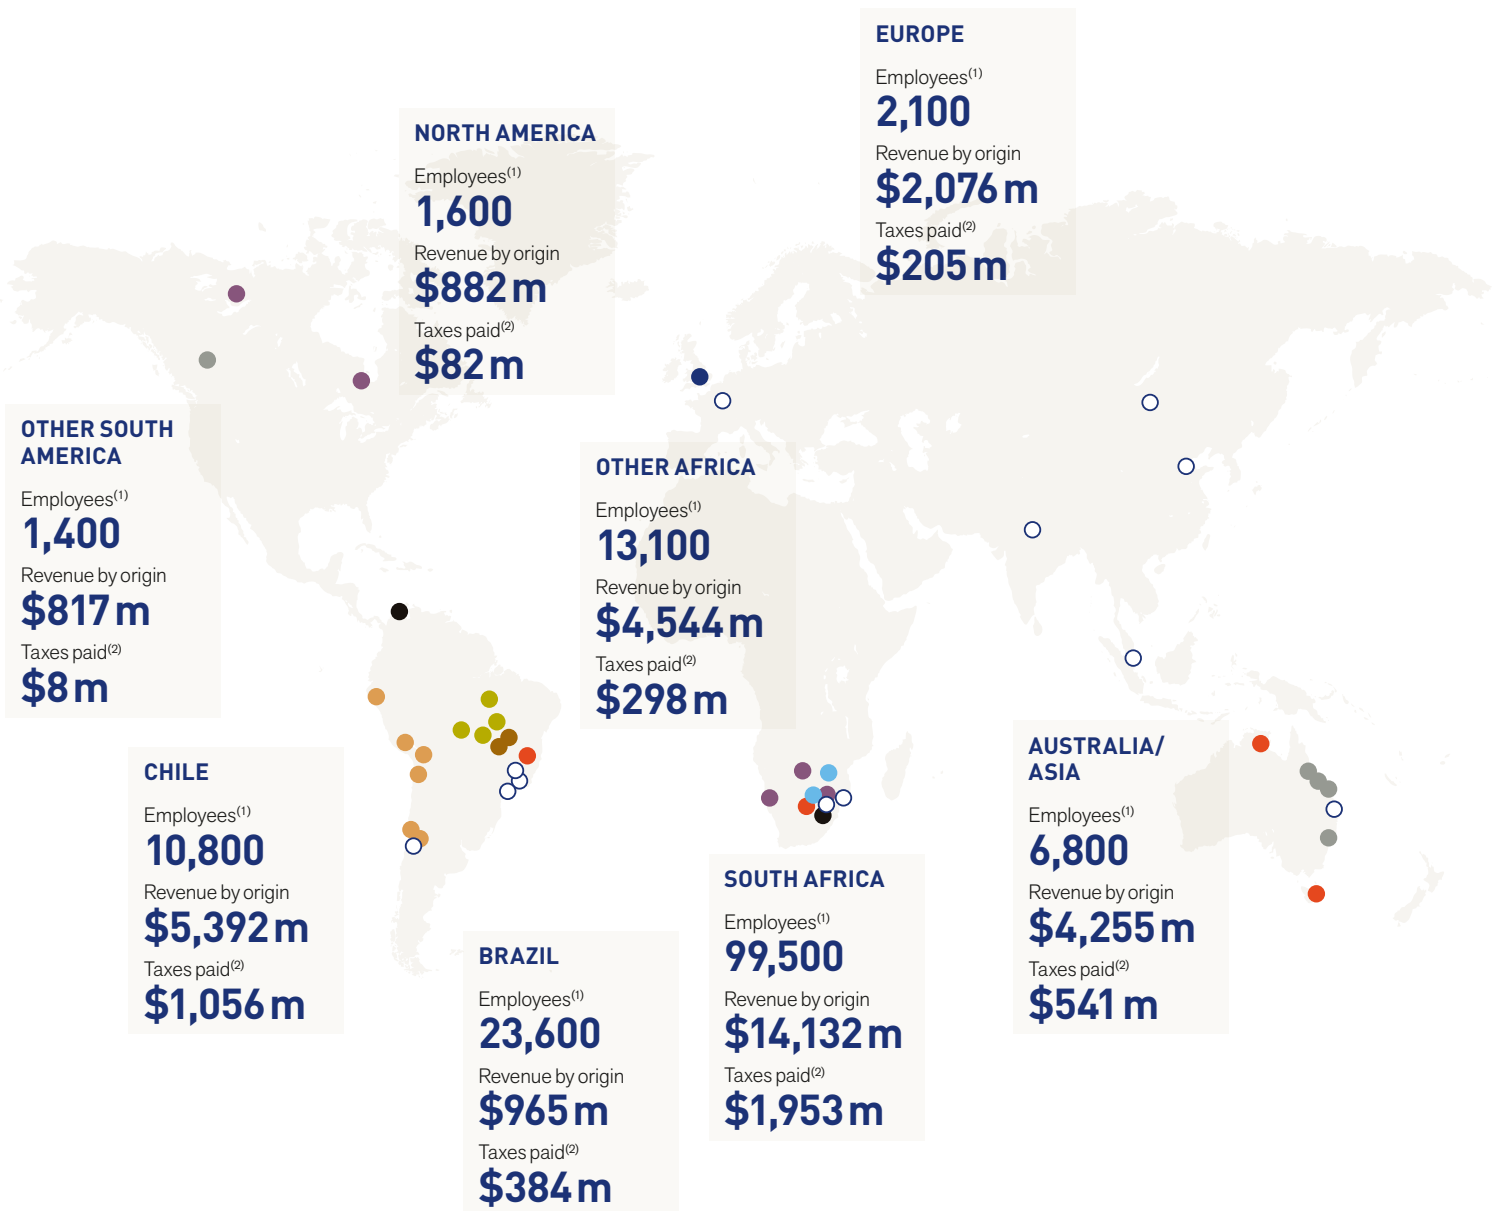 EUROPE
Employees(1)
2,100
Revenue by origin
$2,076 m
Taxes paid(2)
$205 m
NORTH AMERICA
Employees(1)
1,600
Revenue by origin
$882 m
Taxes paid(2)
$82 m
OTHER SOUTH
AMERICA
Employees(1)
1,400
Revenue by origin
$817 m
Taxes paid(2)
$8 m
OTHER AFRICA
Employees(1)
13,100
Revenue by origin
$4,544 m
Taxes paid(2)
$298 m
CHILE
Employees(1)
10,800
Revenue by origin
$5,392 m
Taxes paid(2)
$1,056 m
BRAZIL
Employees(1)
23,600
Revenue by origin
$965 m
Taxes paid(2)
$384 m
SOUTH AFRICA
Employees(1)
99,500
Revenue by origin
$14,132 m
Taxes paid(2)
$1,953 m
AUSTRALIA/
ASIA
Employees(1)
6,800
Revenue by origin
$4,255 m
Taxes paid(2)
$541 m